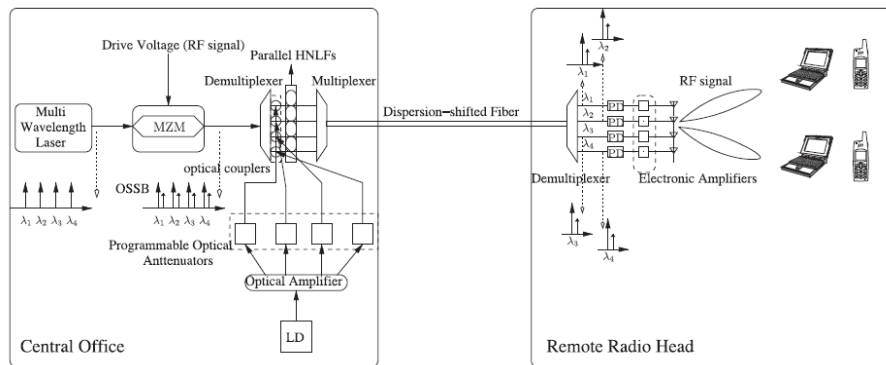 Drive Voltage (RF signal)
Parallel HNLFs
Demultiplexer
Multiplexer
Multi
Wavelength
Laser
MZM
optical couplers
OSSB
λ1 λ2 λ3 λ4
λ1 λ2 λ3 λ4
Programmable Optical
Anttenuators
Optical Amplifier
LD
Central Office
Dispersion-shifted Fiber
λ2
λ1
λ1
λ2
λ3
λ4
PD
PD
PD
PD
RF signal
Demultiplexer
Electronic Amplifiers
λ3
λ4
Remote Radio Head